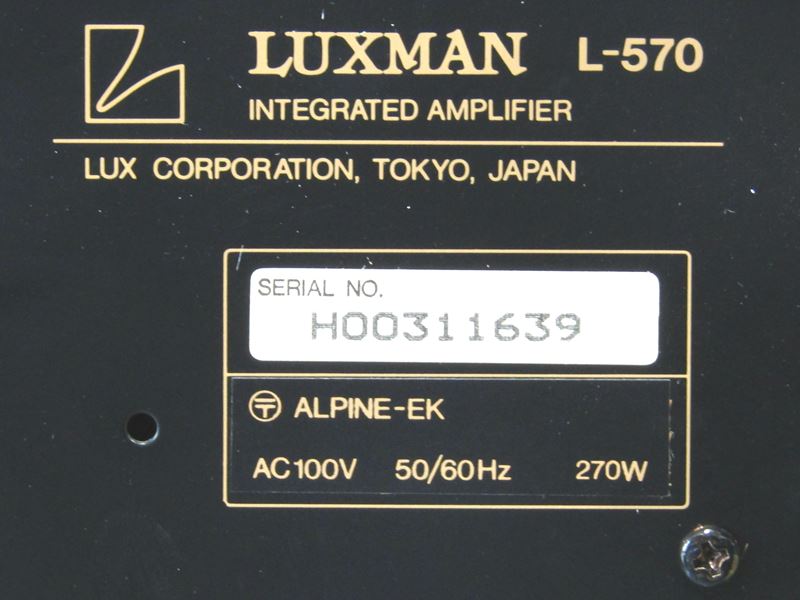 LUXMAN L-570
INTEGRATED AMPLIFIER
LUX CORPORATION, TOKYO, JAPAN
SERIAL NO.
H00311639
ALPINE-EK
AC100V 50/60Hz 270W